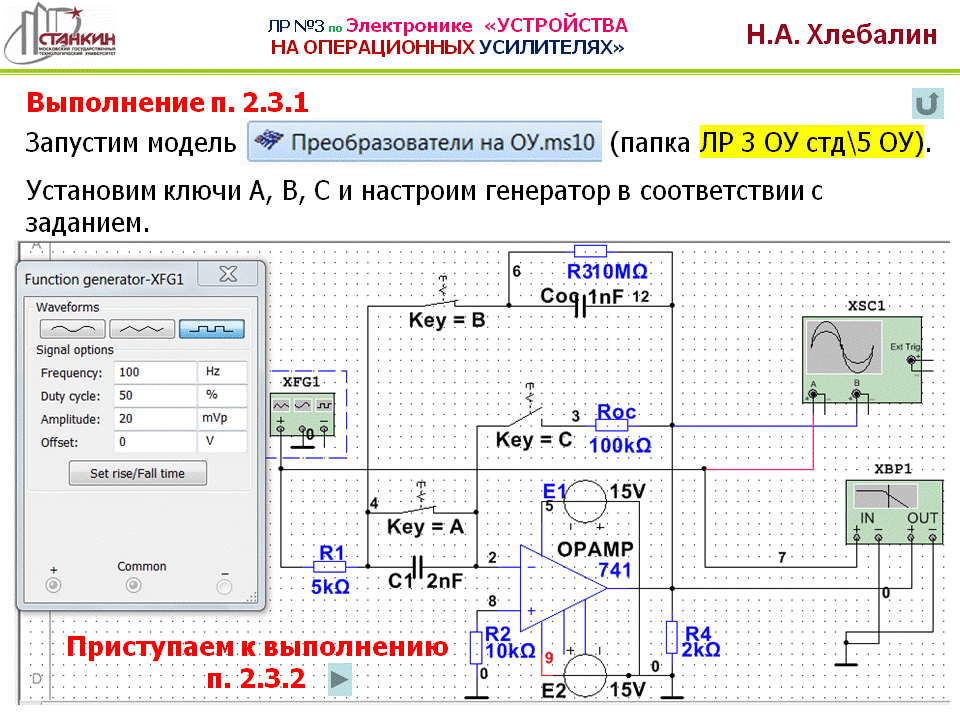 СТАНКИН
МОСКОВСКИЙ ГОСУДАРСТВЕННЫЙ
ТЕХНОЛОГИЧЕСКИЙ УНИВЕРСИТЕТ
ЛР №3 по Электронике «УСТРОЙСТВА
НА ОПЕРАЦИОННЫХ УСИЛИТЕЛЯХ»
Н.А. Хлебалин
Выполнение п. 2.3.1
Запустим модель Преобразователи на ОУ.ms10 (папка ЛР 3 ОУ стд\5 ОУ).
Установим ключи А, В, С и настроим генератор в соответствии с
заданием.
A
Function generator-XFG1
Waveforms
Signal options
Frequency: 100 Hz
Duty cycle: 50 %
Amplitude: 20 mVp
Offset: 0 V
Set rise/Fall time
+ Common −
XFG1
+ −
0
6
R310MΩ
Coc 1nF 12
Key = B
3 Roc
Key = C
100kΩ
XSC1
Ext Trig
A B
XBP1
IN OUT
+ − + −
4
Key = A
E1 15V
5
− +
OPAMP
741
R1
5kΩ
C1 2nF
2
−
+
8
R2
10kΩ
0
9
+ −
E2 15V
0
R4
2kΩ
7
0
D
Приступаем к выполнению
п. 2.3.2